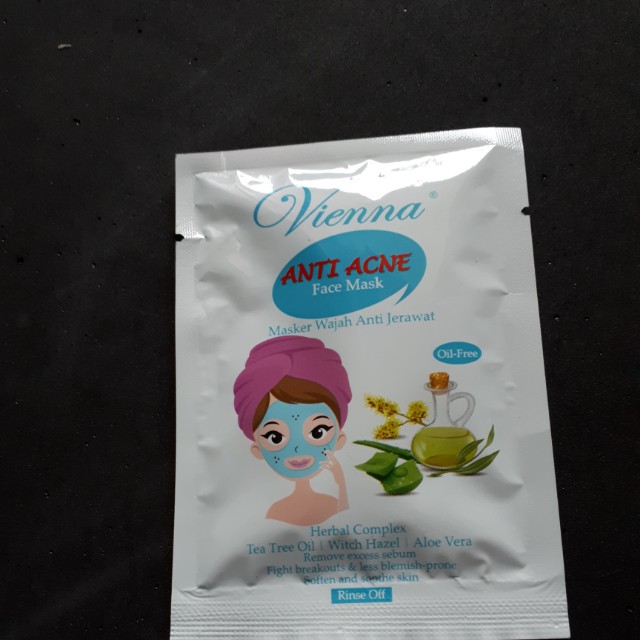 Vienna®
ANTI ACNE
Face Mask
Masker Wajah Anti Jerawat
Oil-Free
Herbal Complex
Tea Tree Oil | Witch Hazel | Aloe Vera
Remove excess sebum
Fight breakouts & less blemish-prone
Soften and soothe skin
Rinse Off